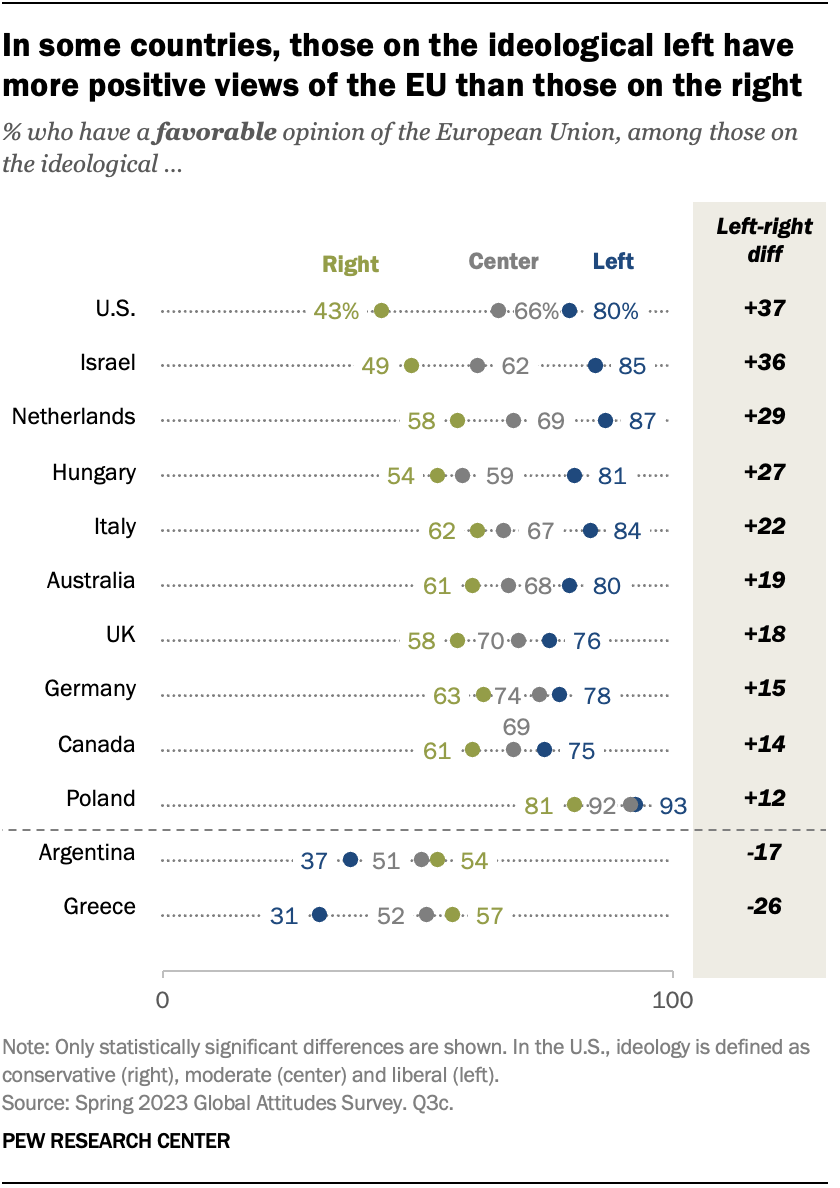 In some countries, those on the ideological left have
more positive views of the EU than those on the right
% who have a favorable opinion of the European Union, among those on
the ideological ...
Left-right
diff
Right Center Left
U.S. 43% 66% 80% +37
Israel 49 62 85 +36
Netherlands 58 69 87 +29
Hungary 54 59 81 +27
Italy 62 67 84 +22
Australia 61 68 80 +19
UK 58 70 76 +18
Germany 63 74 78 +15
Canada 61 69 75 +14
Poland 81 92 93 +12
Argentina 37 51 54 -17
Greece 31 52 57 -26
0 100
Note: Only statistically significant differences are shown. In the U.S., ideology is defined as
conservative (right), moderate (center) and liberal (left).
Source: Spring 2023 Global Attitudes Survey. Q3c.
PEW RESEARCH CENTER